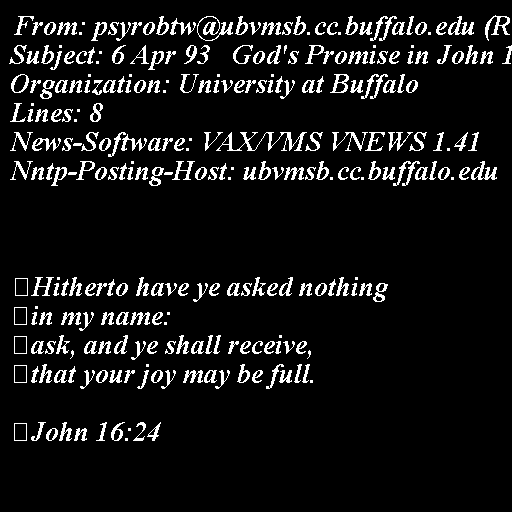 From: psyrobtw@ubvmsb.cc.buffalo.edu (R
Subject: 6 Apr 93   God's Promise in John 1
Organization: University at Buffalo
Lines: 8
News-Software: VAX/VMS VNEWS 1.41
Nntp-Posting-Host: ubvmsb.cc.buffalo.edu
Hitherto have ye asked nothing
in my name:
ask, and ye shall receive,
that your joy may be full.
John 16:24